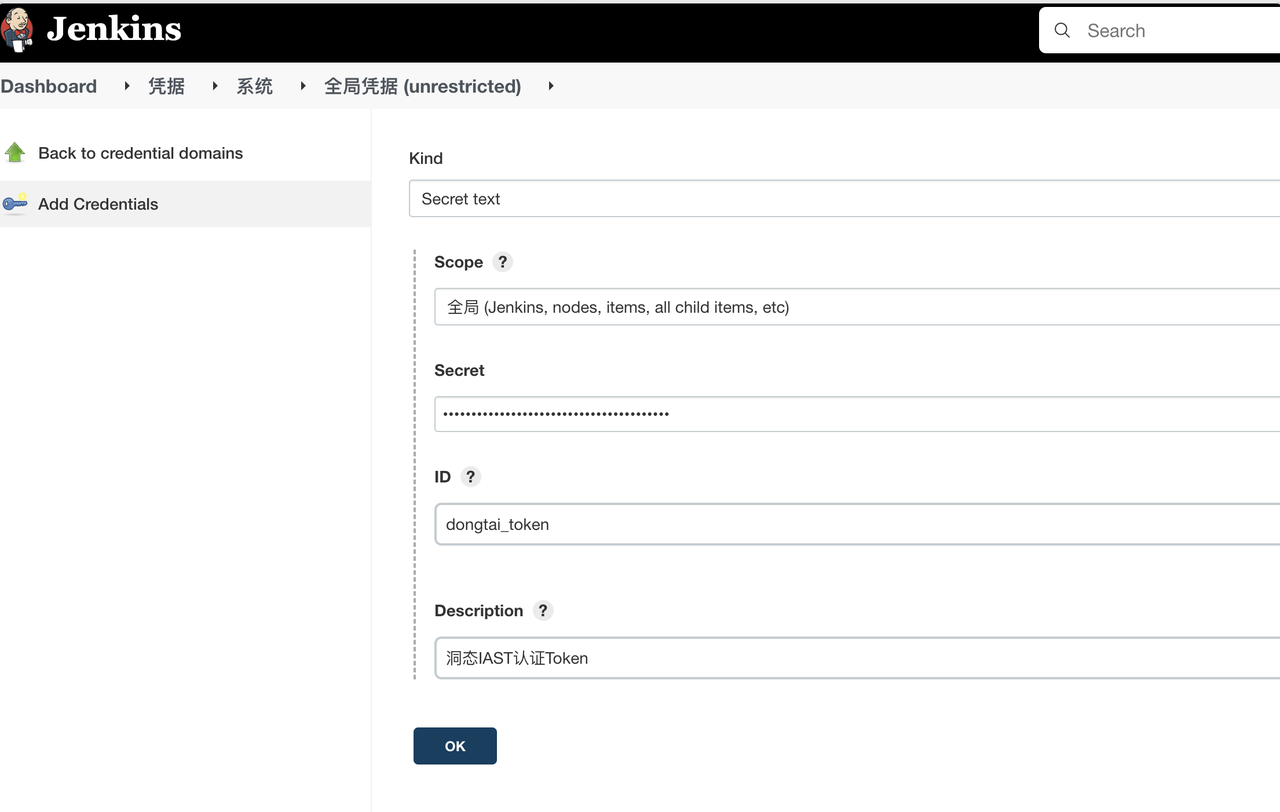 Jenkins
Search
Dashboard 凭据 系统 全局凭据 (unrestricted)
Back to credential domains
Add Credentials
Kind
Secret text
Scope ?
全局 (Jenkins, nodes, items, all child items, etc)
Secret
••••••••••••••••••••••••••••••••••••••••
ID ?
dongtai_token
Description ?
洞态IAST认证Token
OK